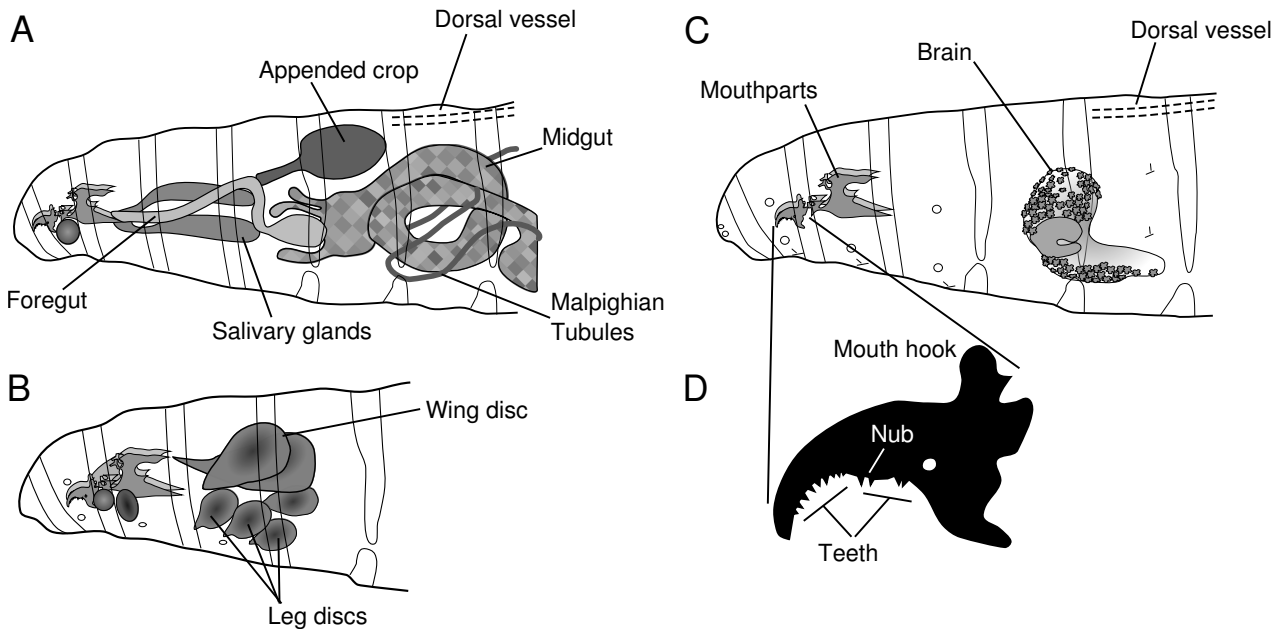 A
Dorsal vessel
Appended crop
Midgut
Foregut
Salivary glands
Malpighian
Tubules
B
Wing disc
Leg discs
C
Dorsal vessel
Brain
Mouthparts
D
Mouth hook
Nub
Teeth